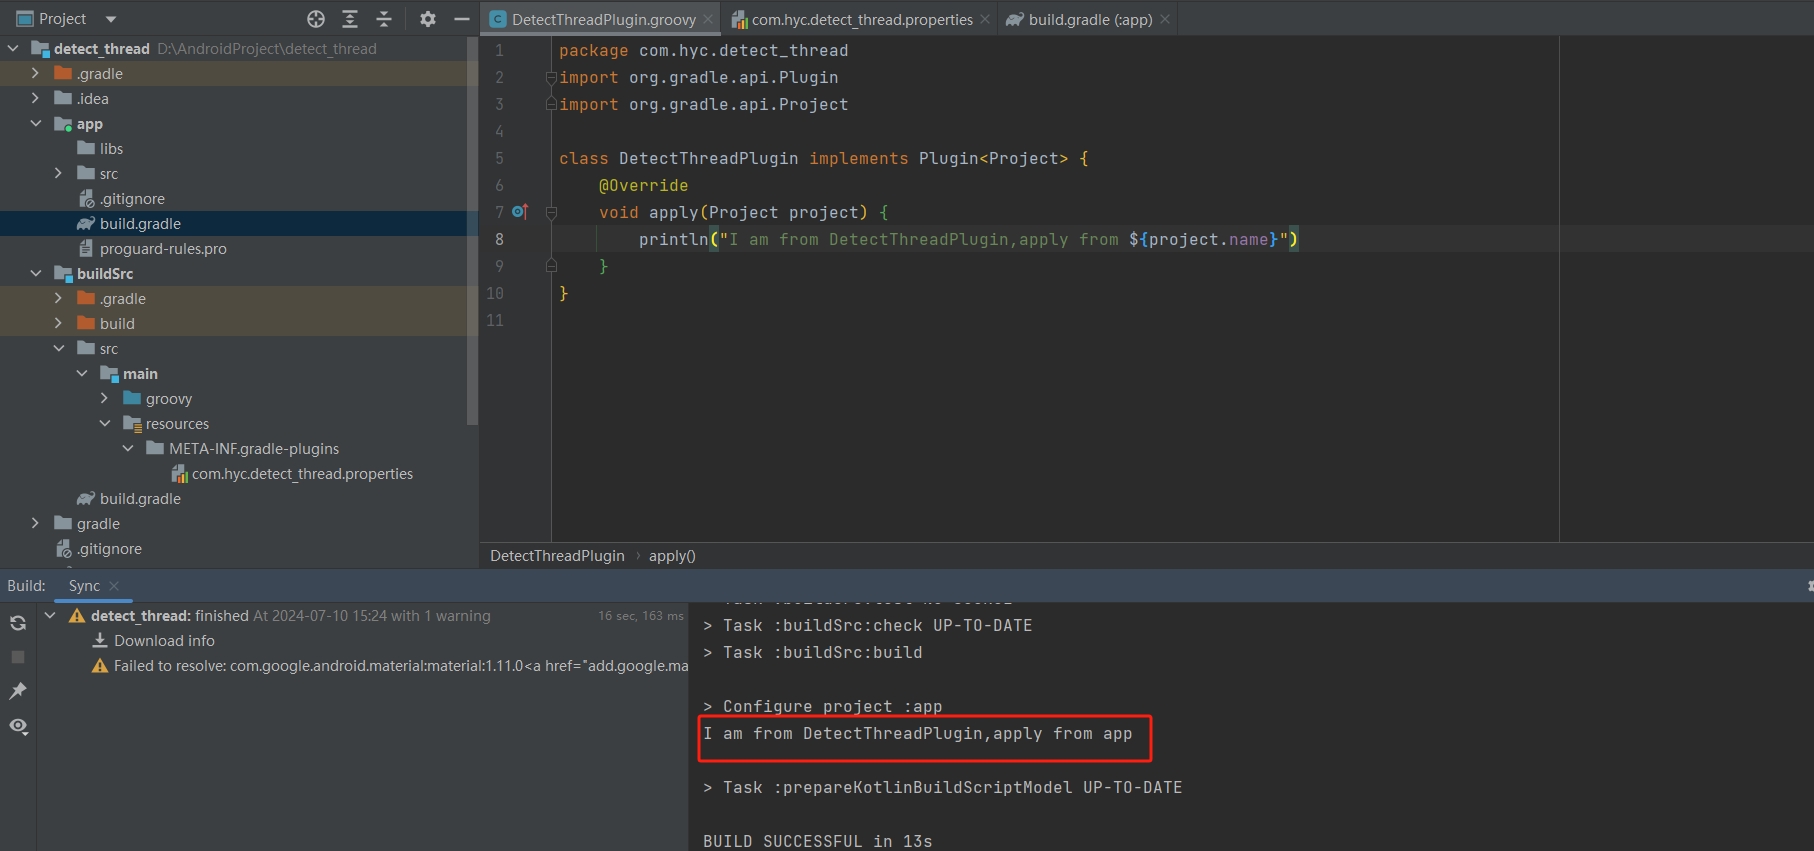 Project
detect_thread D:\AndroidProject\detect_thread
.gradle
.idea
app
libs
src
.gitignore
build.gradle
proguard-rules.pro
buildSrc
.gradle
build
src
main
groovy
resources
META-INF.gradle-plugins
com.hyc.detect_thread.properties
build.gradle
gradle
.gitignore
DetectThreadPlugin.groovy com.hyc.detect_thread.properties build.gradle (:app)
1 package com.hyc.detect_thread
2 import org.gradle.api.Plugin
3 import org.gradle.api.Project
4
5 class DetectThreadPlugin implements Plugin<Project> {
6 @Override
7 void apply(Project project) {
8 println("I am from DetectThreadPlugin,apply from ${project.name}")
9 }
10 }
11
DetectThreadPlugin › apply()
Build: Sync
detect_thread: finished At 2024-07-10 15:24 with 1 warning 16 sec, 163 ms
Download info
Failed to resolve: com.google.android.material:material:1.11.0<a href="add.google.ma
> Task :buildSrc:check UP-TO-DATE
> Task :buildSrc:build
> Configure project :app
I am from DetectThreadPlugin,apply from app
> Task :prepareKotlinBuildScriptModel UP-TO-DATE
BUILD SUCCESSFUL in 13s